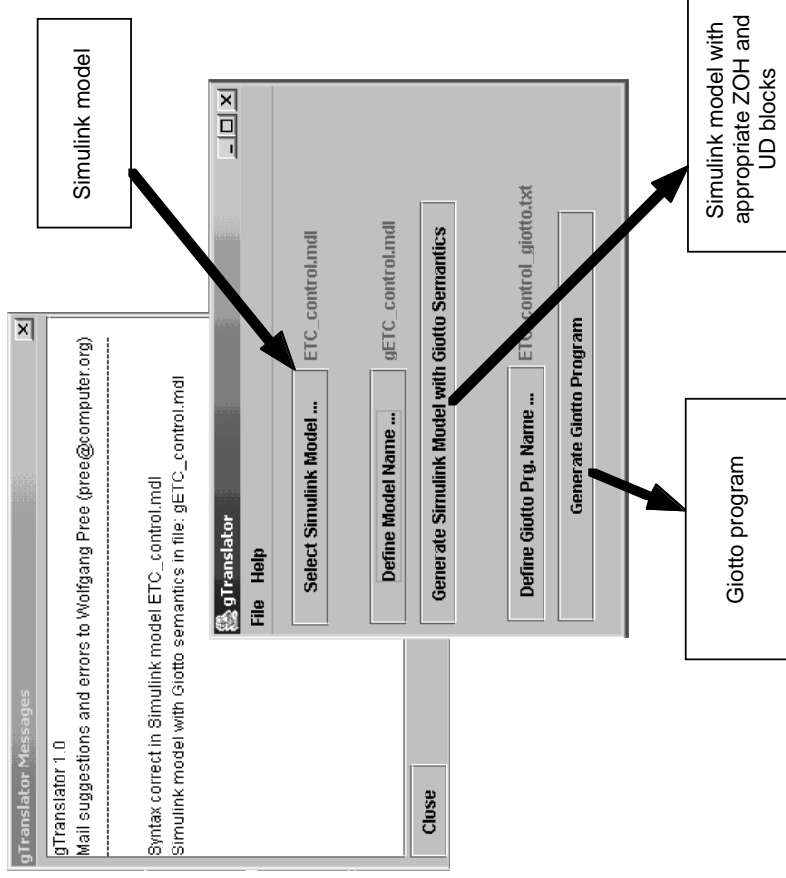 gTranslator Messages
gTranslator 1.0
Mail suggestions and errors to Wolfgang Pree (pree@computer.org)
--------------------------------------------------------------------------------
Syntax correct in Simulink model ETC_control.mdl
Simulink model with Giotto semantics in file: gETC_control.mdl
Close
Simulink model
gTranslator
File Help
Select Simulink Model ... ETC_control.mdl
Define Model Name ... gETC_control.mdl
Generate Simulink Model with Giotto Semantics
Define Giotto Prg. Name ... ETC_control_giotto.txt
Generate Giotto Program
Giotto program
Simulink model with
appropriate ZOH and
UD blocks